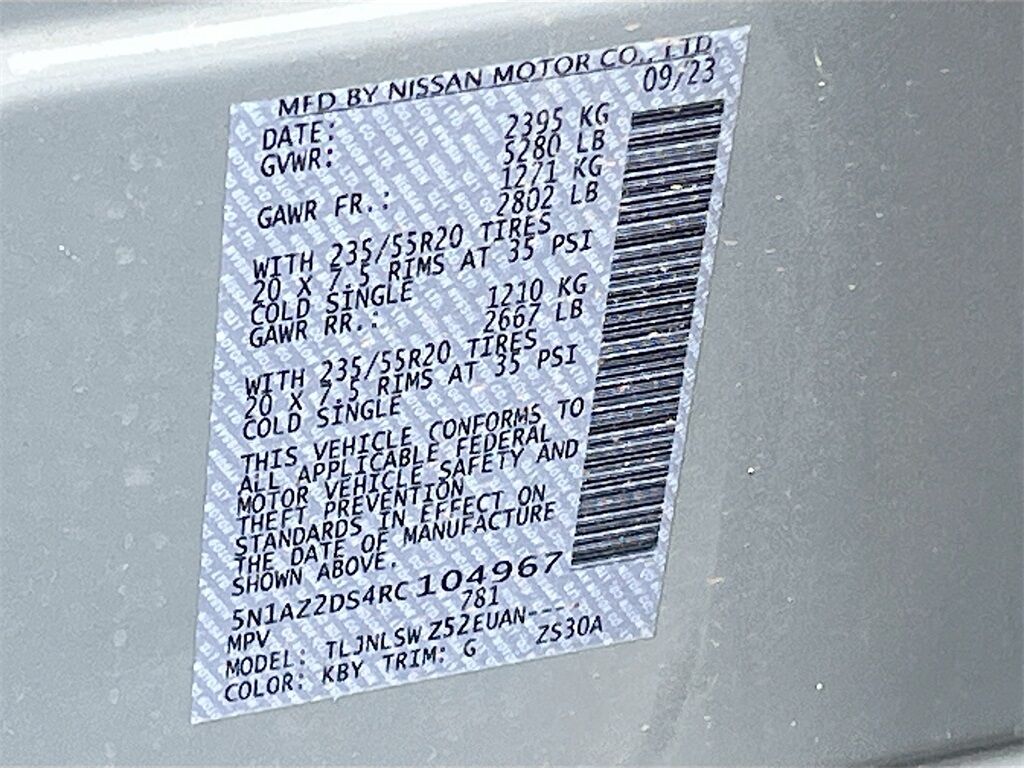 MFD BY NISSAN MOTOR CO., LTD.
DATE: 09/23
GVWR: 2395 KG
5280 LB
GAWR FR.: 1271 KG
2802 LB
WITH 235/55R20 TIRES
20 X 7.5 RIMS AT 35 PSI
COLD SINGLE
GAWR RR.: 1210 KG
2667 LB
WITH 235/55R20 TIRES
20 X 7.5 RIMS AT 35 PSI
COLD SINGLE
THIS VEHICLE CONFORMS TO
ALL APPLICABLE FEDERAL
MOTOR VEHICLE SAFETY AND
THEFT PREVENTION
STANDARDS IN EFFECT ON
THE DATE OF MANUFACTURE
SHOWN ABOVE.
5N1AZ2DS4RC104967
MPV 781
MODEL: TLJNLSW Z52EUAN----
COLOR: KBY TRIM: G ZS30A